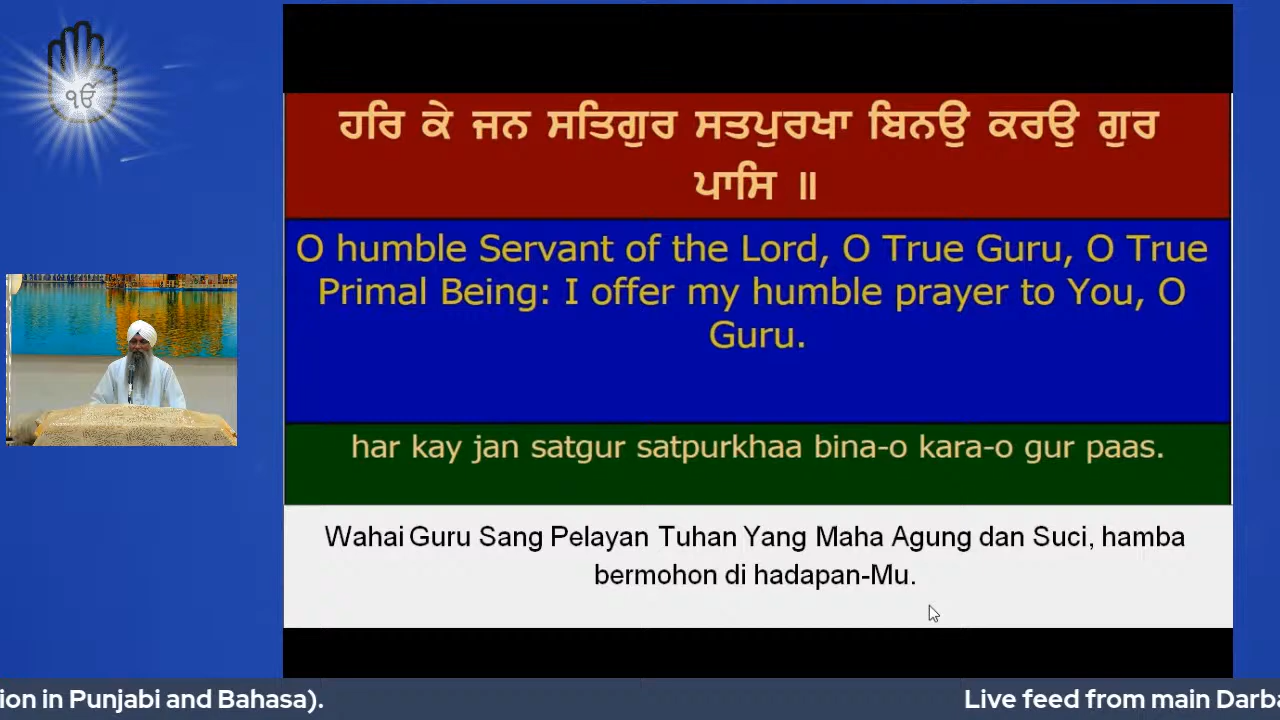 ੴ
ਹਰਿ ਕੇ ਜਨ ਸਤਿਗੁਰ ਸਤਪੁਰਖਾ ਬਿਨਉ ਕਰਉ ਗੁਰ
ਪਾਸਿ ॥
O humble Servant of the Lord, O True Guru, O True
Primal Being: I offer my humble prayer to You, O
Guru.
har kay jan satgur satpurkhaa bina-o kara-o gur paas.
Wahai Guru Sang Pelayan Tuhan Yang Maha Agung dan Suci, hamba
bermohon di hadapan-Mu.
ion in Punjabi and Bahasa). Live feed from main Darba